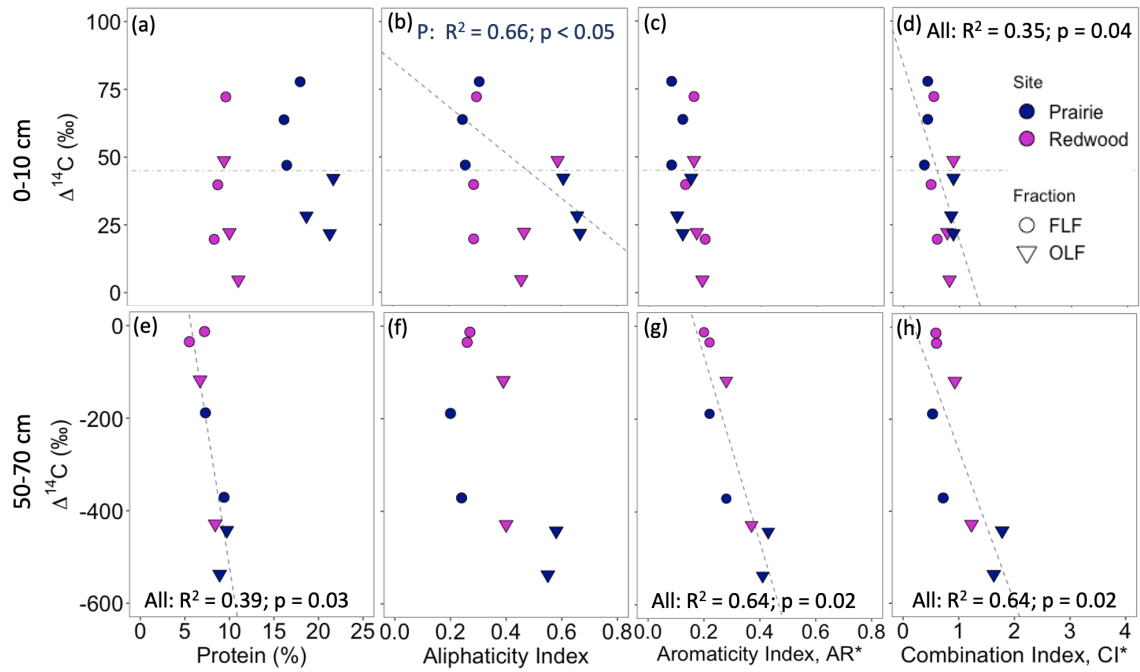 (a)
(b)
P: R² = 0.66; p < 0.05
(c)
(d)
All: R² = 0.35; p = 0.04
Site
Prairie
Redwood
Fraction
FLF
OLF
0-10 cm
Δ¹⁴C (‰)
100
75
50
25
0
(e)
All: R² = 0.39; p = 0.03
(f)
(g)
All: R² = 0.64; p = 0.02
(h)
All: R² = 0.64; p = 0.02
50-70 cm
Δ¹⁴C (‰)
0
-200
-400
-600
0 5 10 15 20 25
0.0 0.2 0.4 0.6 0.8
0.0 0.2 0.4 0.6 0.8
0 1 2 3 4
Protein (%)
Aliphaticity Index
Aromaticity Index, AR*
Combination Index, CI*